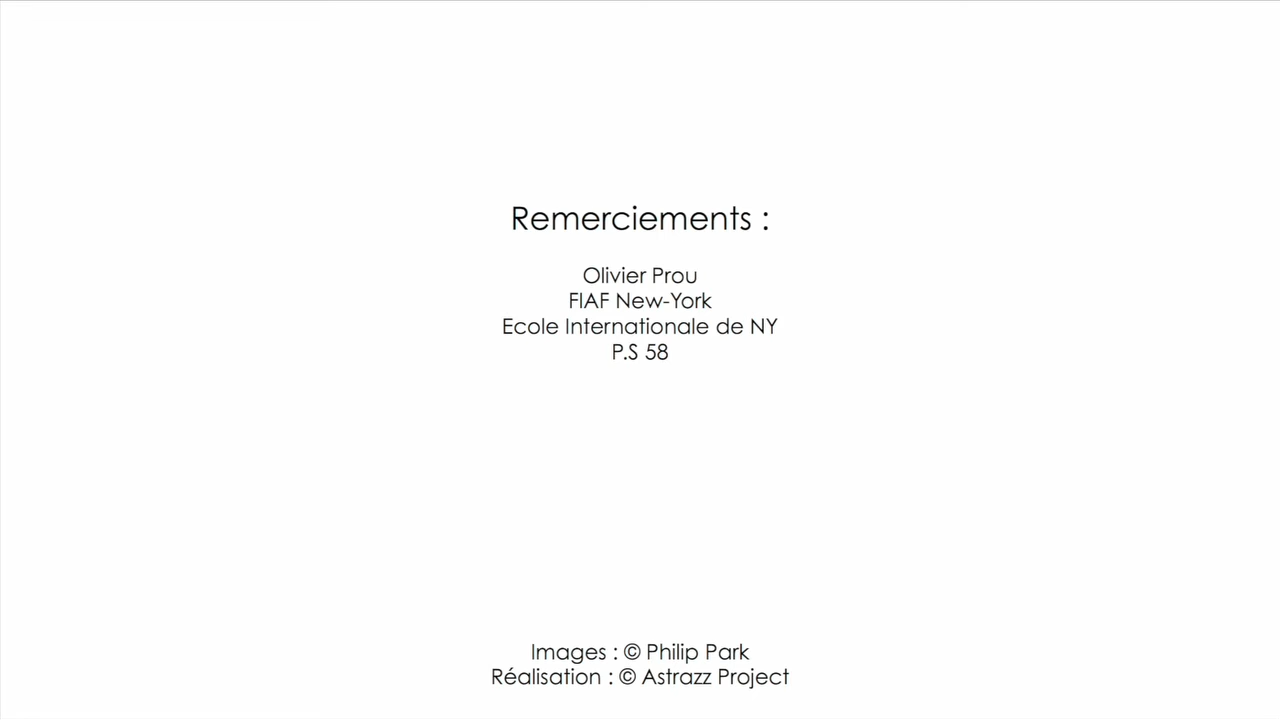 Remerciements :
Olivier Prou
FIAF New-York
Ecole Internationale de NY
P.S 58
Images : © Philip Park
Réalisation : © Astrazz Project